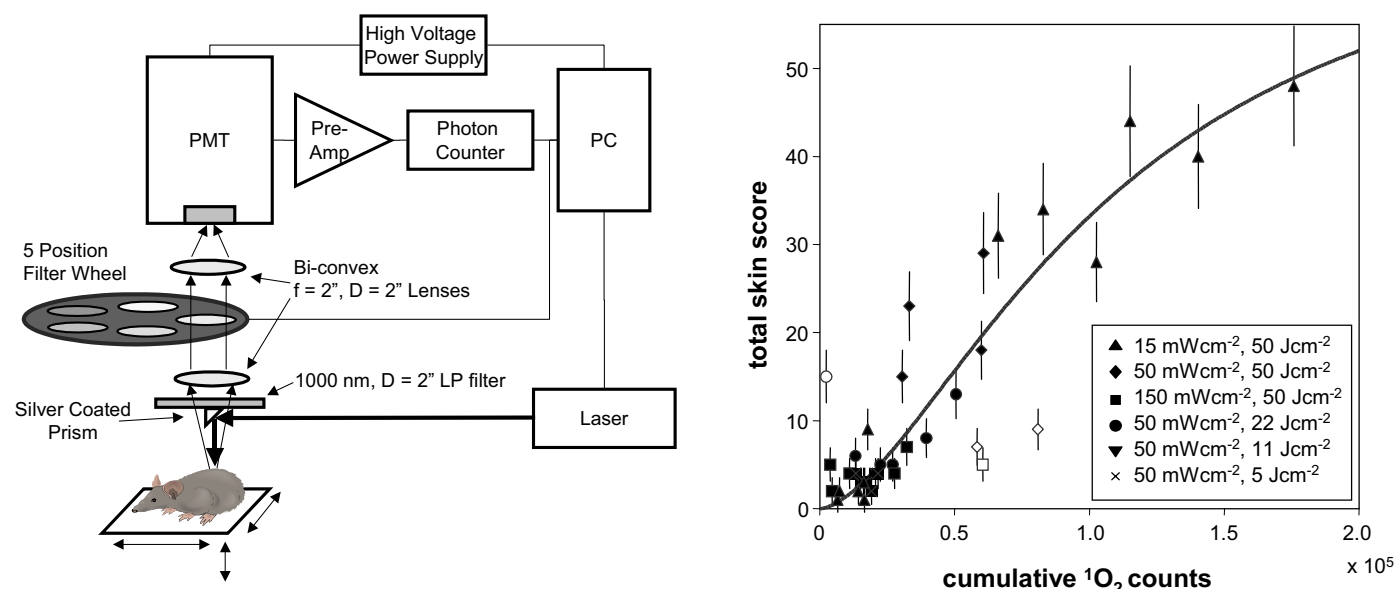 High Voltage
Power Supply
PMT
Pre-
Amp
Photon
Counter
PC
5 Position
Filter Wheel
Bi-convex
f = 2”, D = 2” Lenses
1000 nm, D = 2” LP filter
Silver Coated
Prism
Laser
total skin score
50
40
30
20
10
0
15 mWcm⁻², 50 Jcm⁻²
50 mWcm⁻², 50 Jcm⁻²
150 mWcm⁻², 50 Jcm⁻²
50 mWcm⁻², 22 Jcm⁻²
50 mWcm⁻², 11 Jcm⁻²
50 mWcm⁻², 5 Jcm⁻²
0 0.5 1.0 1.5 2.0
x 10⁵
cumulative ¹O₂ counts